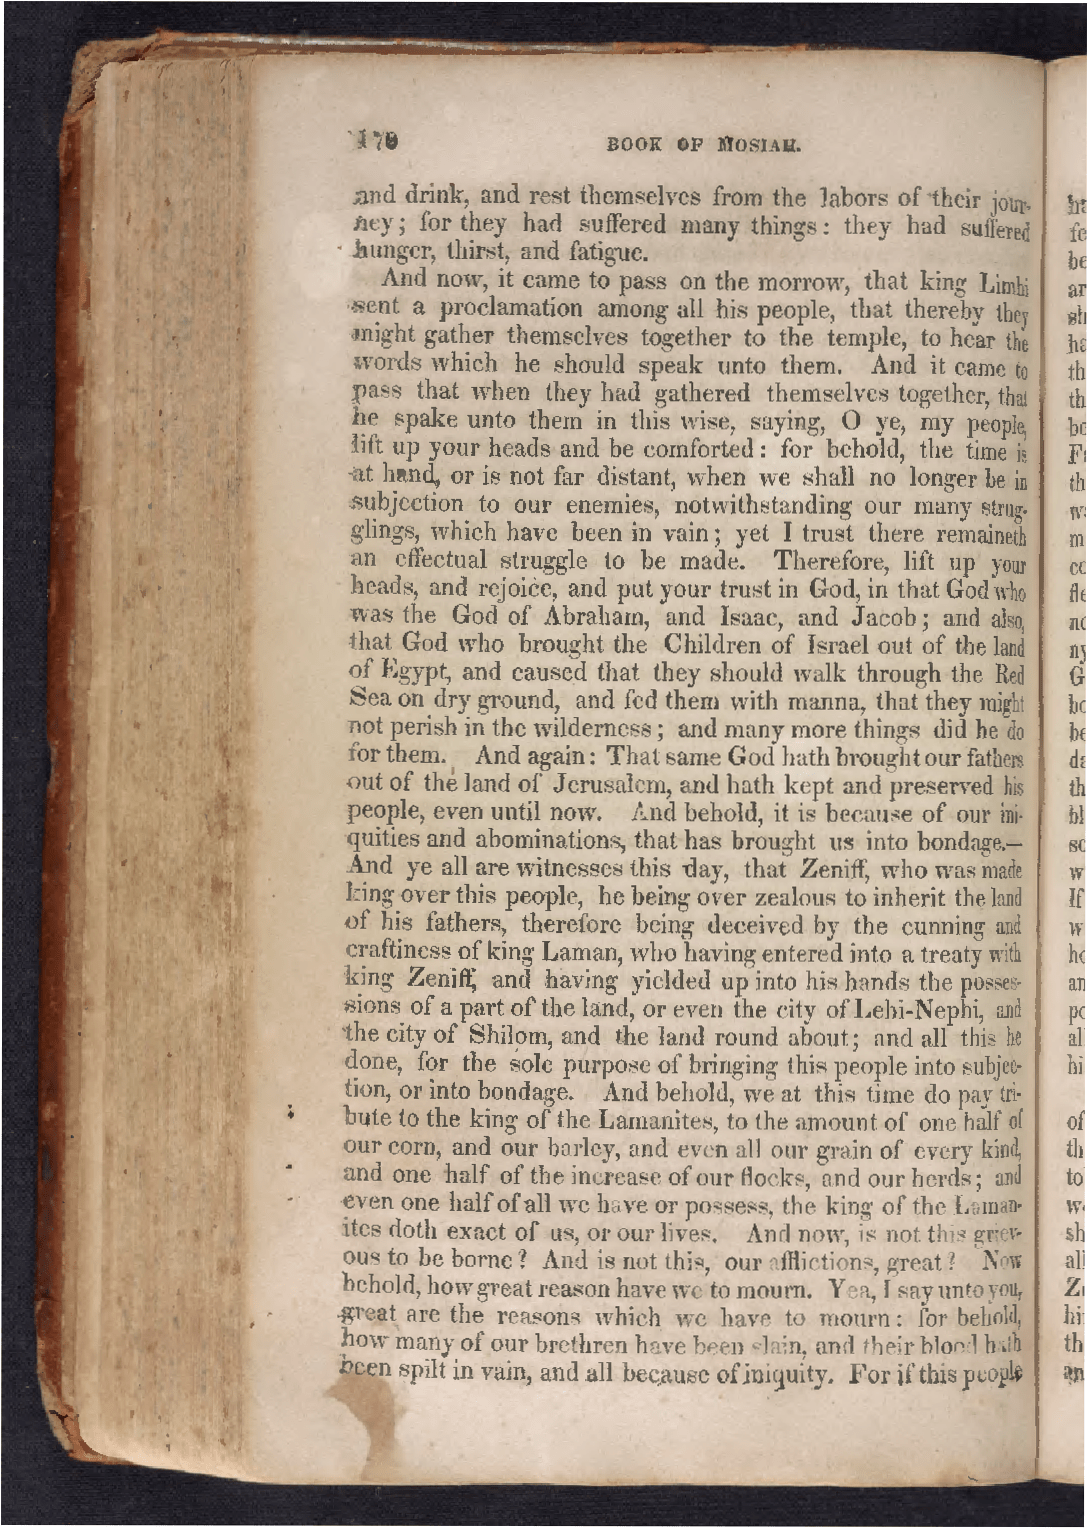 170 BOOK OF MOSIAH.
and drink, and rest themselves from the labors of their jour-
ney; for they had suffered many things: they had suffered
hunger, thirst, and fatigue.
And now, it came to pass on the morrow, that king Limhi
sent a proclamation among all his people, that thereby they
might gather themselves together to the temple, to hear the
words which he should speak unto them. And it came to
pass that when they had gathered themselves together, that
he spake unto them in this wise, saying, O ye, my people,
lift up your heads and be comforted: for behold, the time is
at hand, or is not far distant, when we shall no longer be in
subjection to our enemies, notwithstanding our many strug-
glings, which have been in vain; yet I trust there remaineth
an effectual struggle to be made. Therefore, lift up your
heads, and rejoice, and put your trust in God, in that God who
was the God of Abraham, and Isaac, and Jacob; and also,
that God who brought the Children of Israel out of the land
of Egypt, and caused that they should walk through the Red
Sea on dry ground, and fed them with manna, that they might
not perish in the wilderness; and many more things did he do
for them. And again: That same God hath brought our fathers
out of the land of Jerusalem, and hath kept and preserved his
people, even until now. And behold, it is because of our ini-
quities and abominations, that has brought us into bondage.—
And ye all are witnesses this day, that Zeniff, who was made
king over this people, he being over zealous to inherit the land
of his fathers, therefore being deceived by the cunning and
craftiness of king Laman, who having entered into a treaty with
king Zeniff, and having yielded up into his hands the posses-
sions of a part of the land, or even the city of Lehi-Nephi, and
the city of Shilom, and the land round about; and all this he
done, for the sole purpose of bringing this people into subjec-
tion, or into bondage. And behold, we at this time do pay tri-
bute to the king of the Lamanites, to the amount of one half of
our corn, and our barley, and even all our grain of every kind,
and one half of the increase of our flocks, and our herds; and
even one half of all we have or possess, the king of the Laman-
ites doth exact of us, or our lives. And now, is not this griev-
ous to be borne? And is not this, our afflictions, great? Now
behold, how great reason have we to mourn. Yea, I say unto you,
great are the reasons which we have to mourn: for behold,
how many of our brethren have been slain, and their blood hath
been spilt in vain, and all because of iniquity. For if this people